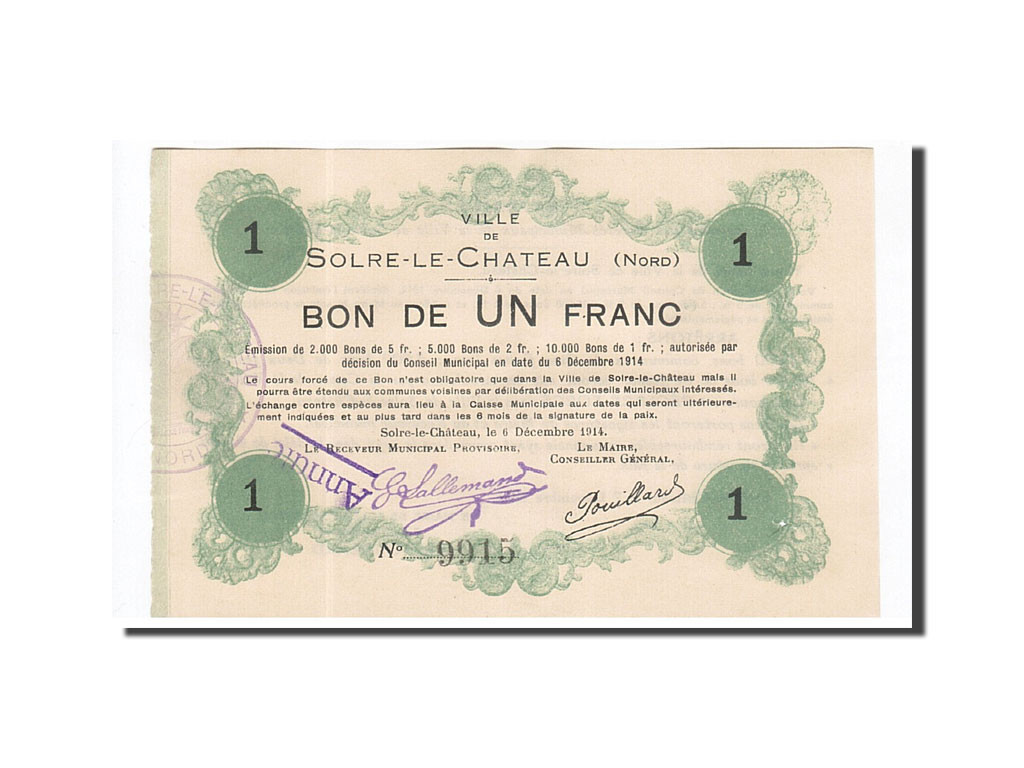 1
1
VILLE
DE
SOLRE-LE-CHATEAU (NORD)
BON DE UN FRANC
Émission de 2.000 Bons de 5 fr. ; 5.000 Bons de 2 fr. ; 10.000 Bons de 1 fr. ; autorisée par
décision du Conseil Municipal en date du 6 Décembre 1914
Le cours forcé de ce Bon n'est obligatoire que dans la Ville de Solre-le-Château mais il
pourra être étendu aux communes voisines par délibération des Conseils Municipaux intéressés.
L'échange contre espèces aura lieu à la Caisse Municipale aux dates qui seront ultérieure-
ment indiquées et au plus tard dans les 6 mois de la signature de la paix.
Solre-le-Château, le 6 Décembre 1914.
LE RECEVEUR MUNICIPAL PROVISOIRE,
LE MAIRE,
CONSEILLER GÉNÉRAL,
Annulé
G Lallemand
Pouillard
1
1
No 9915